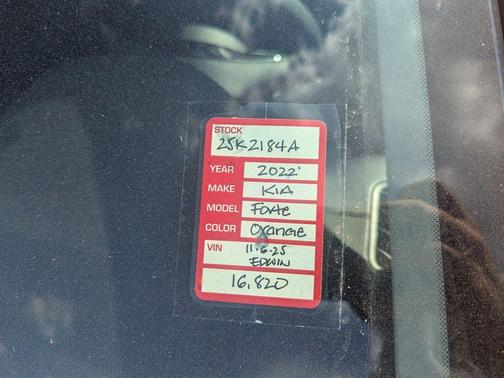 STOCK
25K2184A
YEAR 2022'
MAKE KIA
MODEL Forte
COLOR Orange
VIN 11.6.25
EDWIN
16,820